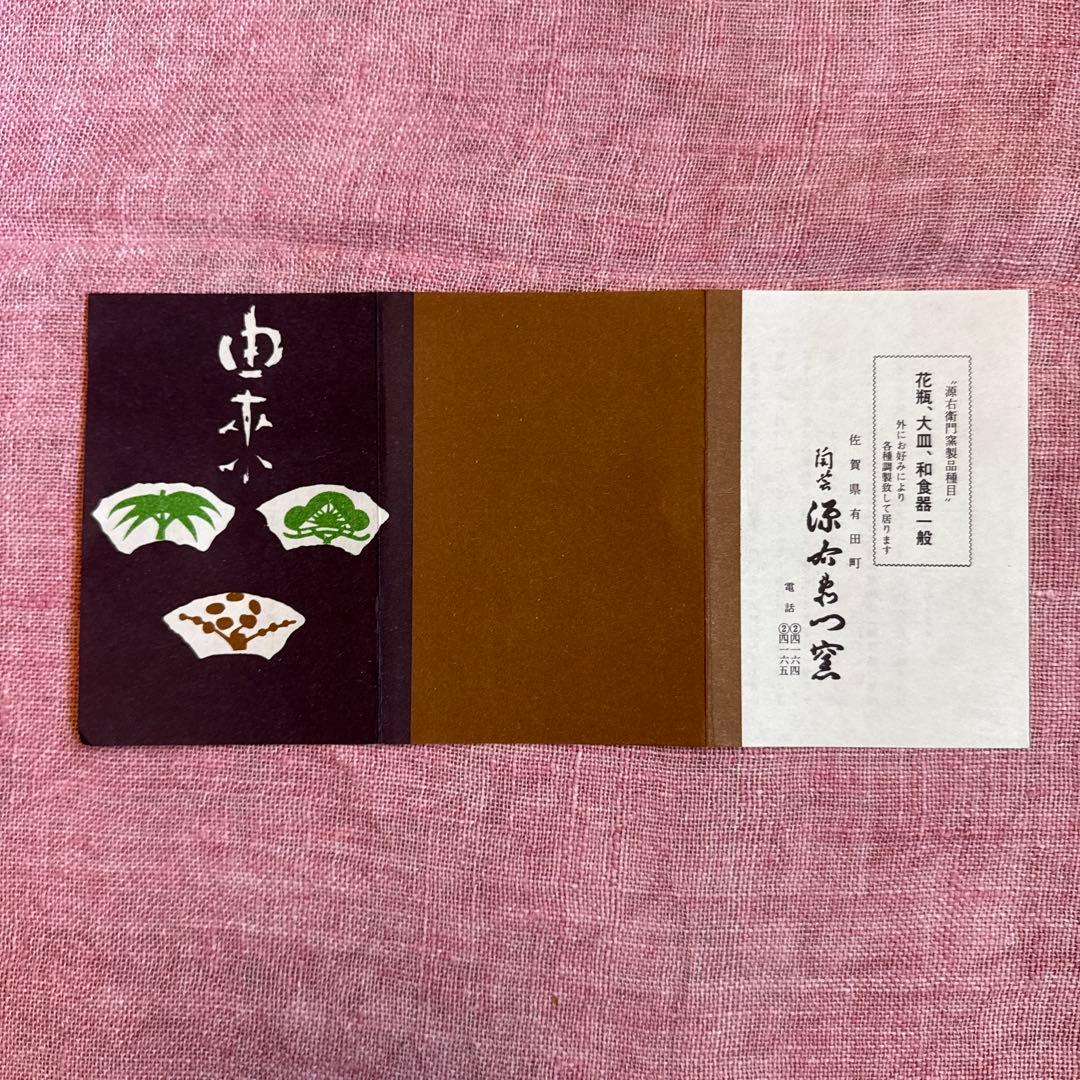 由来
〝源右衛門窯製品種目〟
花瓶、大皿、和食器一般
外にお好みにより
各種調製致して居ります
佐賀県有田町
陶芸 源右衛門窯
電話 ②四一六四
②四一六五